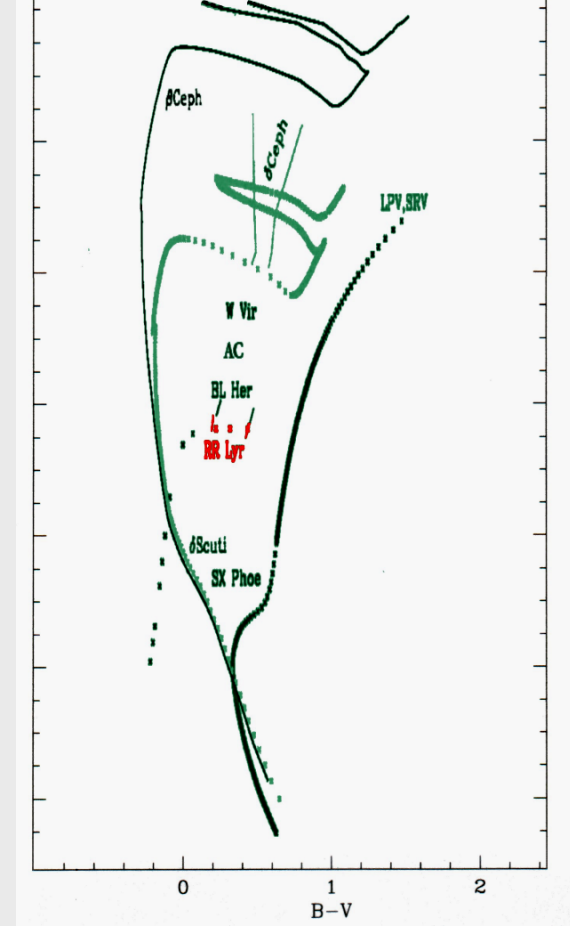 βCeph
δCeph
LPV,SRV
W Vir
AC
BL Her
RR Lyr
δScuti
SX Phoe
0 1 2
B-V